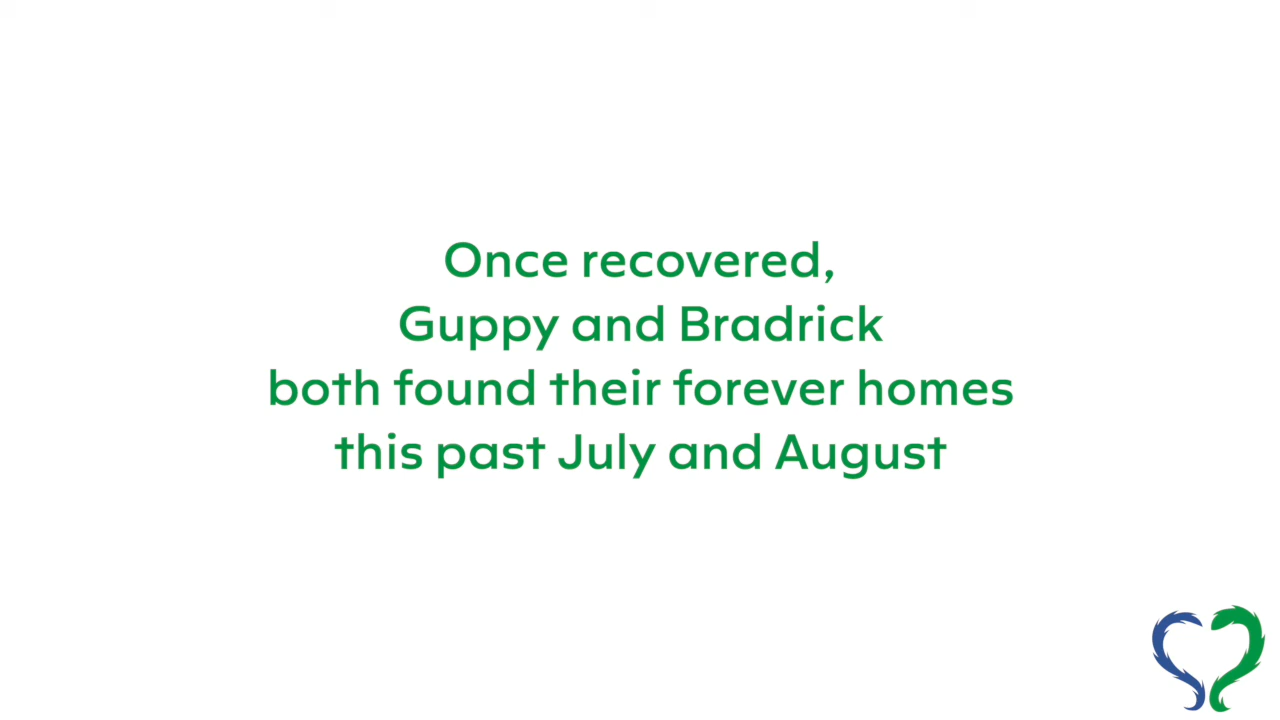 Once recovered,
Guppy and Bradrick
both found their forever homes
this past July and August